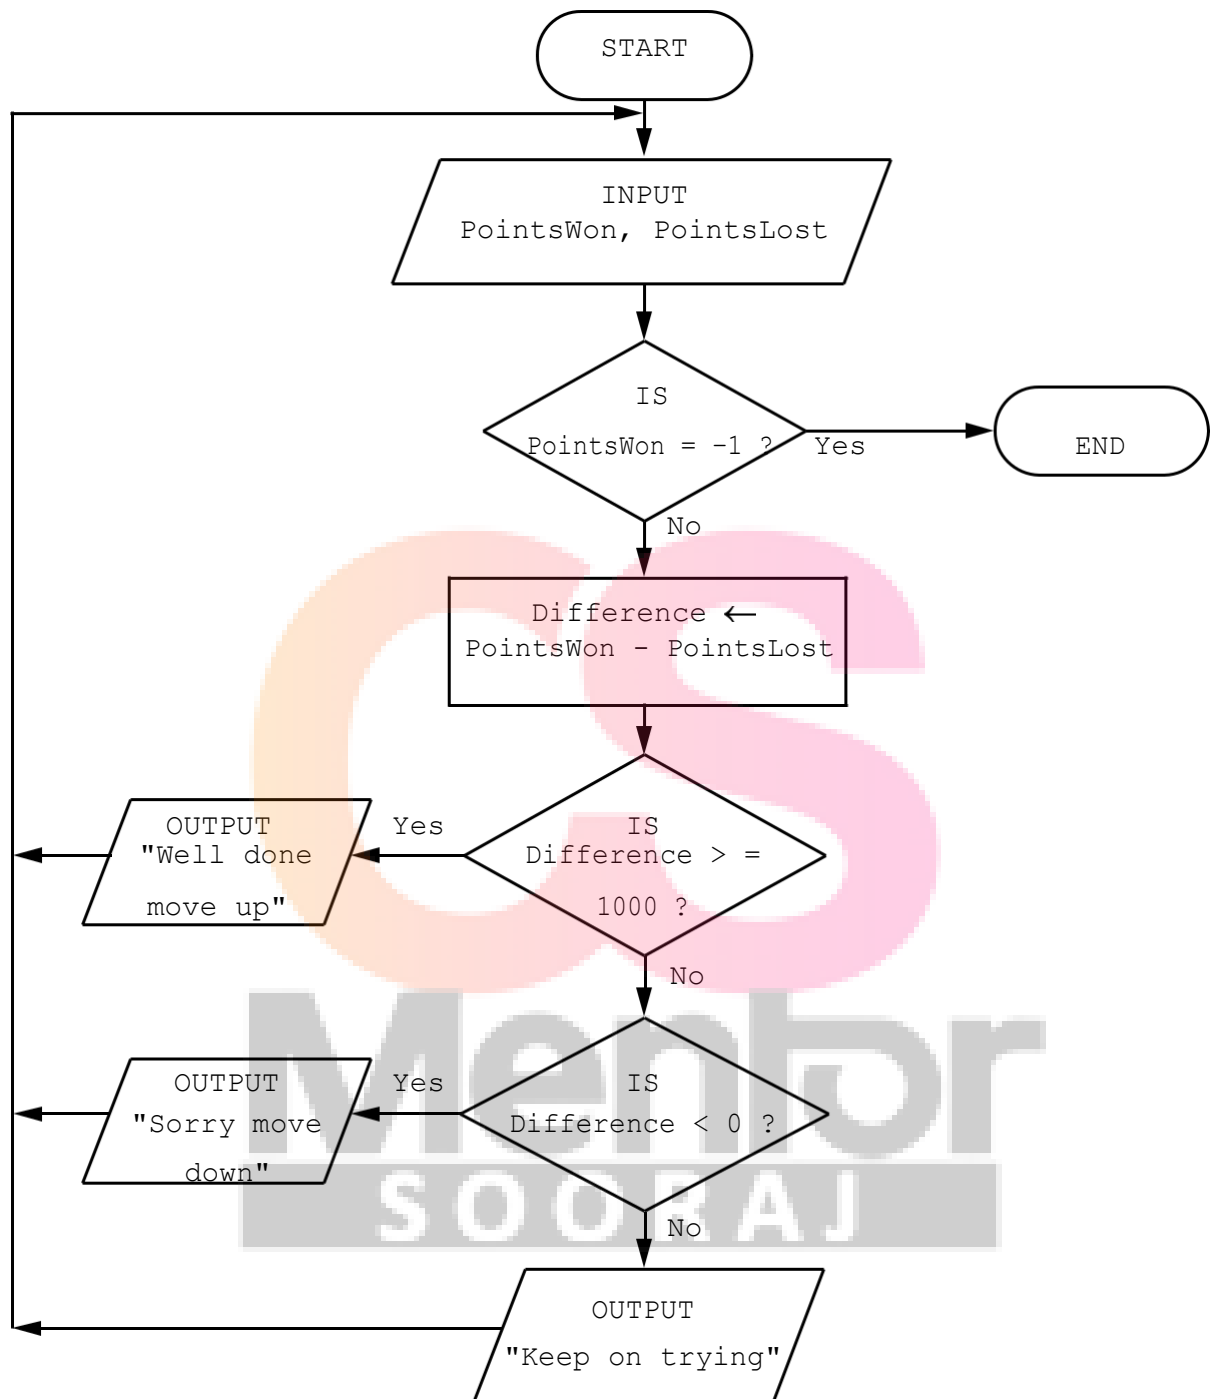 START
INPUT
PointsWon, PointsLost
IS
PointsWon = -1 ?
Yes
END
No
Difference ←
PointsWon - PointsLost
IS
Difference > =
1000 ?
Yes
OUTPUT
"Well done
move up"
No
IS
Difference < 0 ?
Yes
OUTPUT
"Sorry move
down"
No
OUTPUT
"Keep on trying"
CS
Mentor
SOORAJ